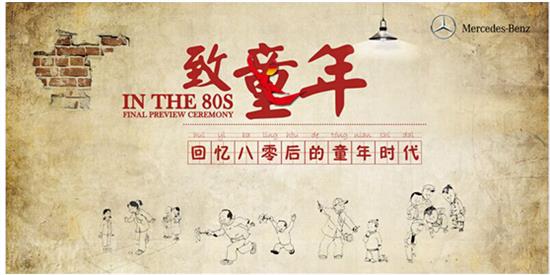 Mercedes-Benz
致童年
IN THE 80S
FINAL PREVIEW CEREMONY
huí yì ba líng hòu de tóng nián shí dài
回忆八零后的童年时代